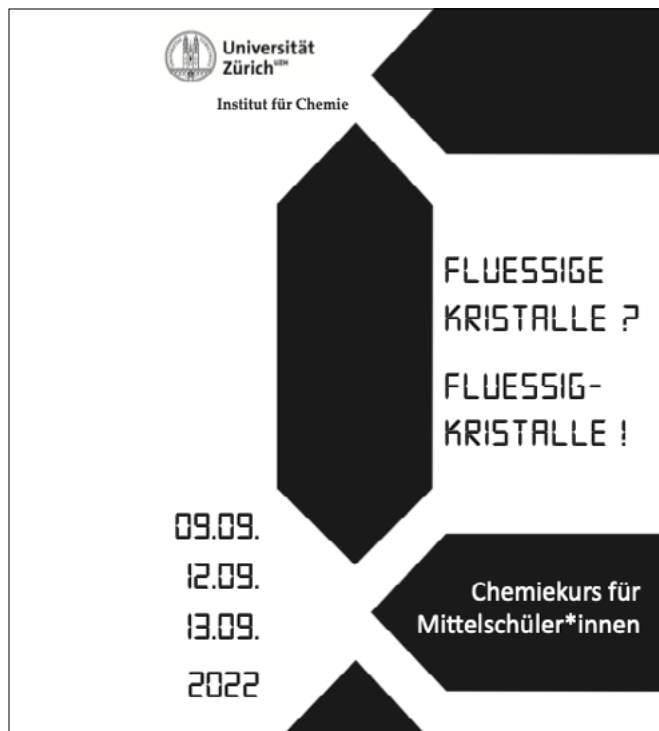 Universität
Zürich UZH
Institut für Chemie
FLUESSIGE
KRISTALLE ?
FLUESSIG-
KRISTALLE !
09.09.
12.09.
13.09.
2022
Chemiekurs für
Mittelschüler*innen